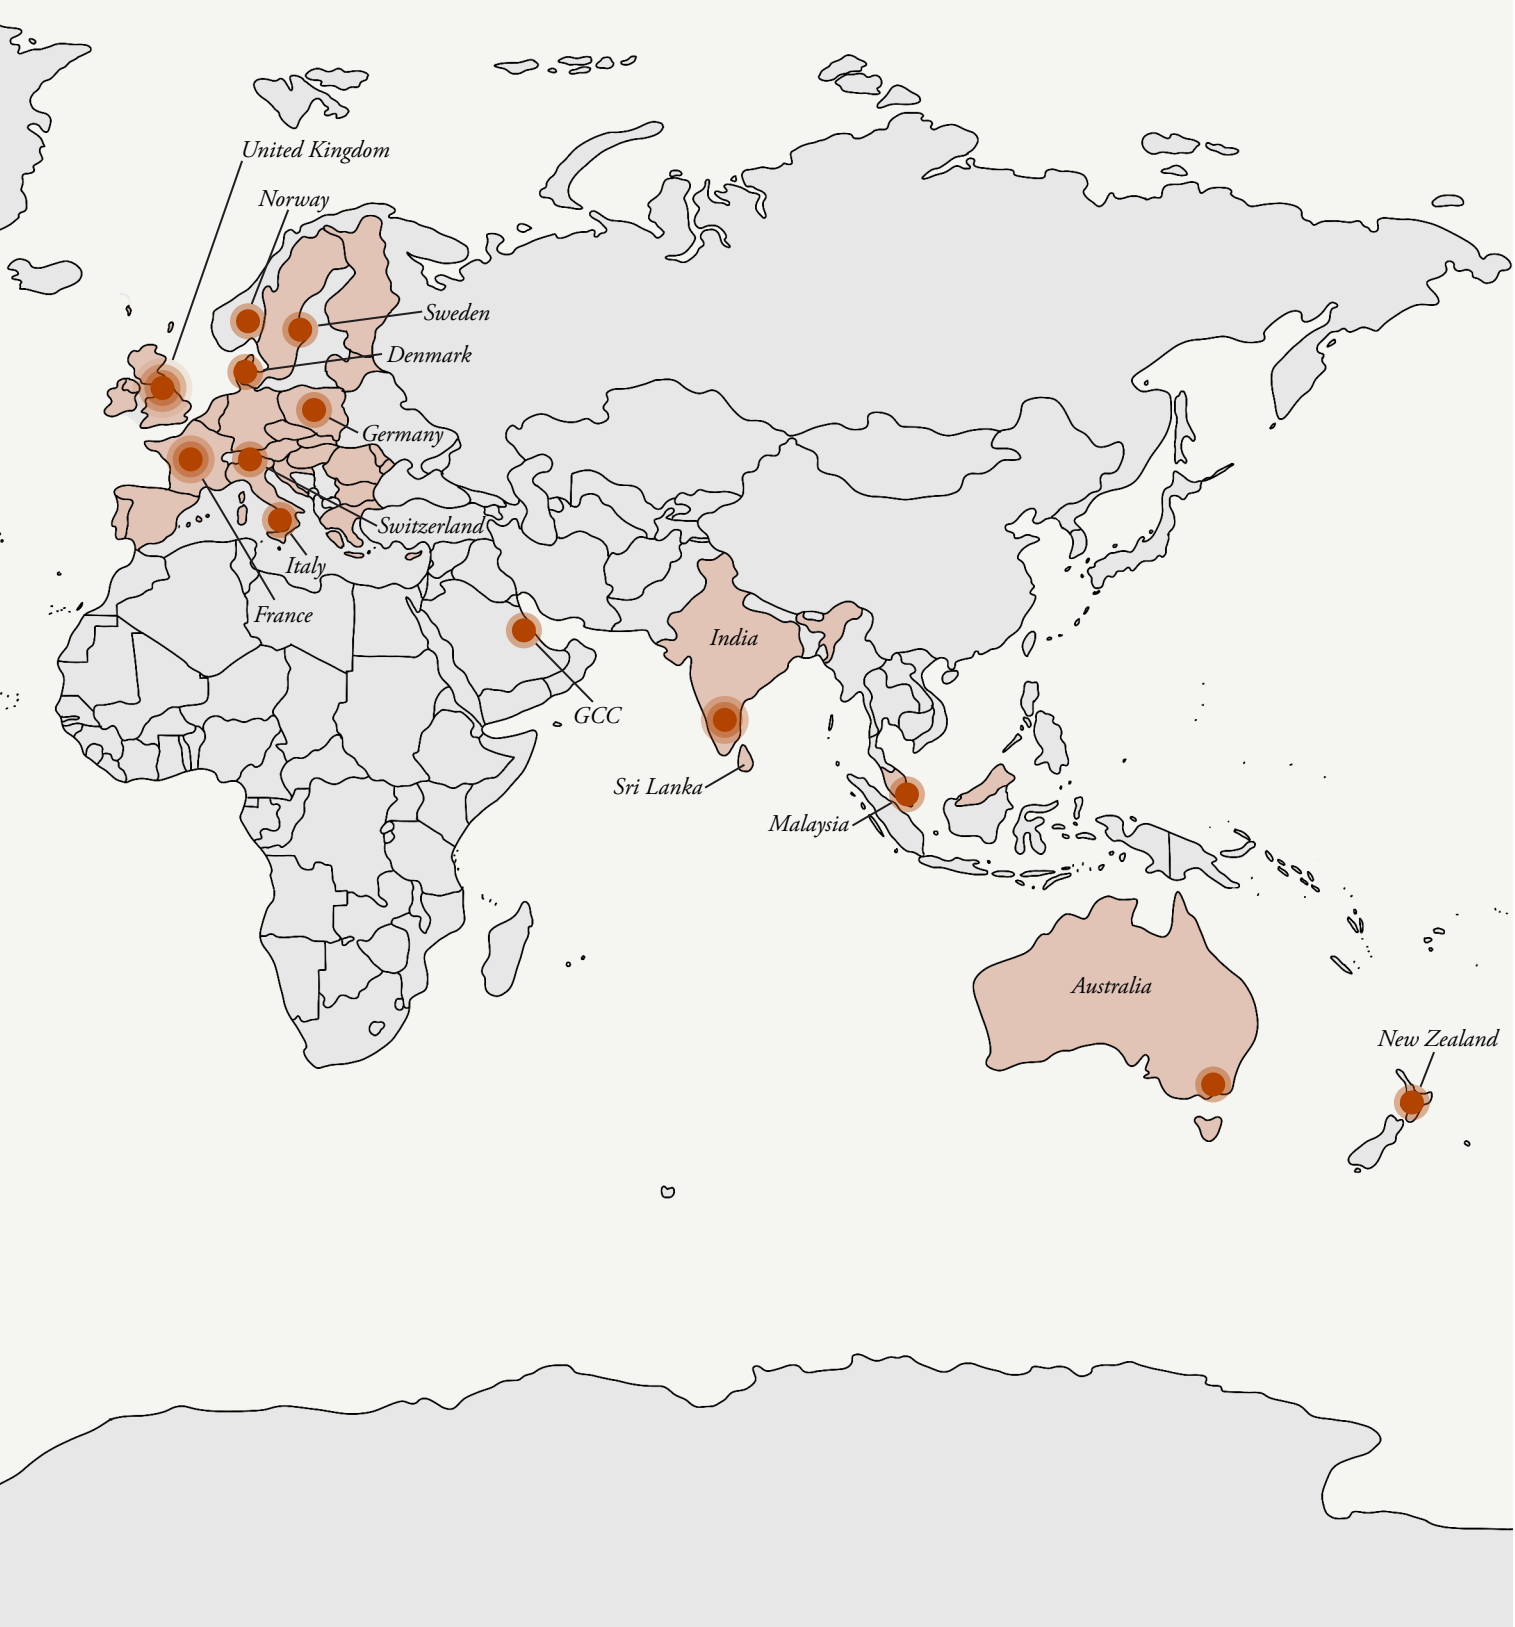 United Kingdom
Norway
Sweden
Denmark
Germany
Switzerland
Italy
France
India
GCC
Sri Lanka
Malaysia
Australia
New Zealand